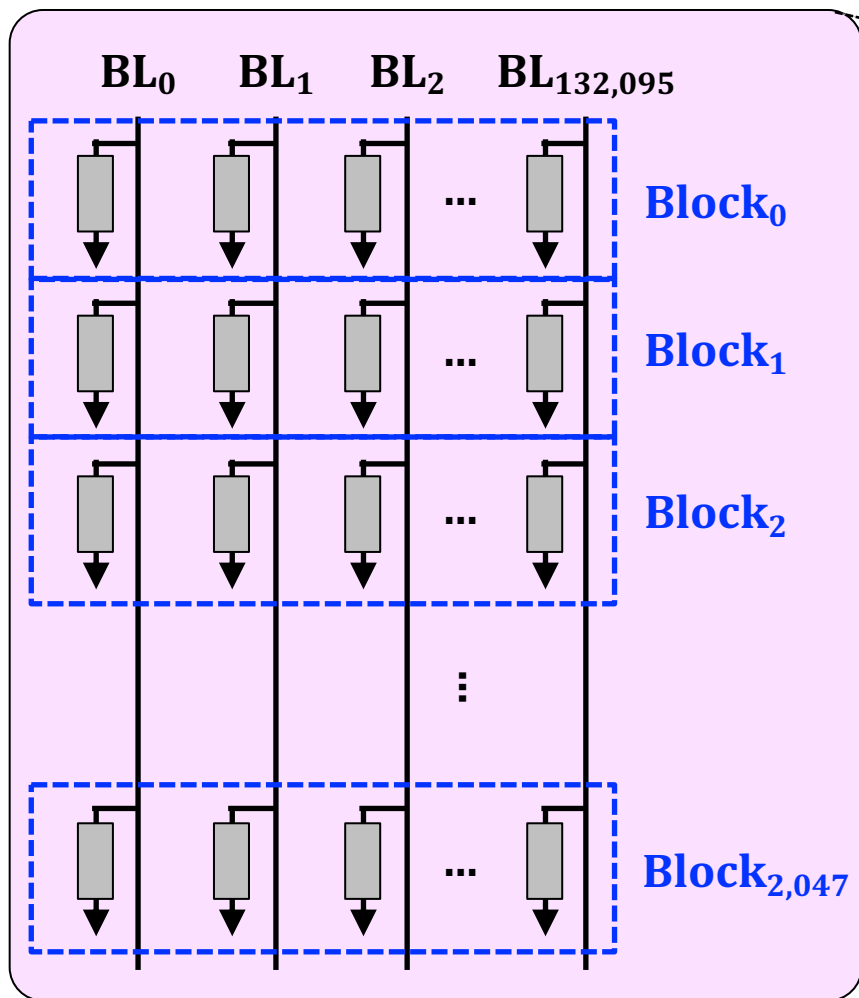 BL₀ BL₁ BL₂ BL₁₃₂,₀₉₅
... Block₀
... Block₁
... Block₂
⋮
... Block₂,₀₄₇